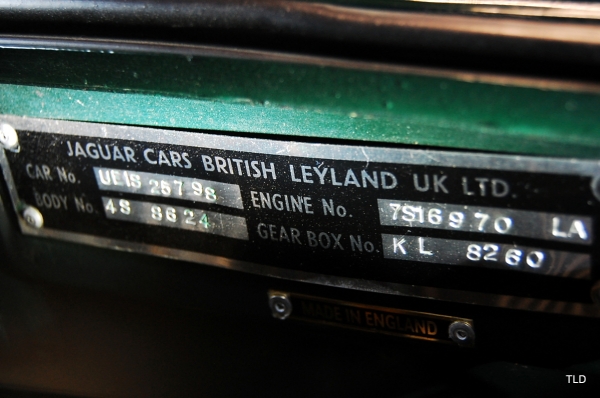 JAGUAR CARS BRITISH LEYLAND UK LTD.
CAR No. UE1S 26798 ENGINE No. 7S16970 LA
BODY No. 4S 8624 GEAR BOX No. KL 8260
MADE IN ENGLAND
TLD